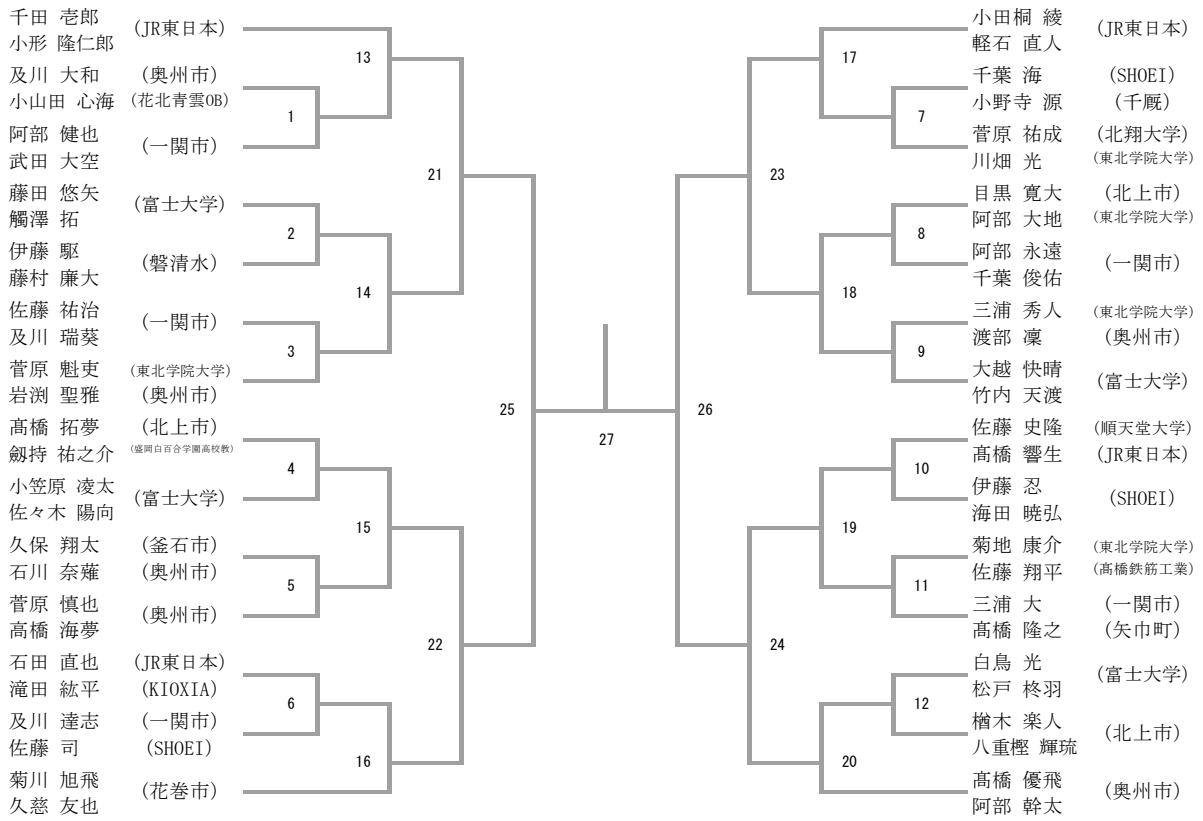 千田 壱郎
小形 隆仁郎
(JR東日本)
及川 大和 (奥州市)
小山田 心海 (花北青雲OB)
阿部 健也
武田 大空
(一関市)
藤田 悠矢
觸澤 拓
(富士大学)
伊藤 駆
藤村 廉大
(磐清水)
佐藤 祐治
及川 瑞葵
(一関市)
菅原 魁吏 (東北学院大学)
岩渕 聖雅 (奥州市)
髙橋 拓夢 (北上市)
剱持 祐之介 (盛岡白百合学園高校教)
小笠原 凌太
佐々木 陽向
(富士大学)
久保 翔太 (釜石市)
石川 奈薙 (奥州市)
菅原 慎也
高橋 海夢
(奥州市)
石田 直也 (JR東日本)
滝田 紘平 (KIOXIA)
及川 達志 (一関市)
佐藤 司 (SHOEI)
菊川 旭飛
久慈 友也
(花巻市)
1
2
3
4
5
6
13
14
15
16
21
22
25
27
26
23
24
17
18
19
20
7
8
9
10
11
12
小田桐 綾
軽石 直人
(JR東日本)
千葉 海 (SHOEI)
小野寺 源 (千厩)
菅原 祐成 (北翔大学)
川畑 光 (東北学院大学)
目黒 寛大 (北上市)
阿部 大地 (東北学院大学)
阿部 永遠
千葉 俊佑
(一関市)
三浦 秀人 (東北学院大学)
渡部 凜 (奥州市)
大越 快晴
竹内 天渡
(富士大学)
佐藤 史隆 (順天堂大学)
髙橋 響生 (JR東日本)
伊藤 忍
海田 暁弘
(SHOEI)
菊地 康介 (東北学院大学)
佐藤 翔平 (髙橋鉄筋工業)
三浦 大 (一関市)
髙橋 隆之 (矢巾町)
白鳥 光
松戸 柊羽
(富士大学)
楢木 楽人
八重樫 輝琉
(北上市)
髙橋 優飛
阿部 幹太
(奥州市)